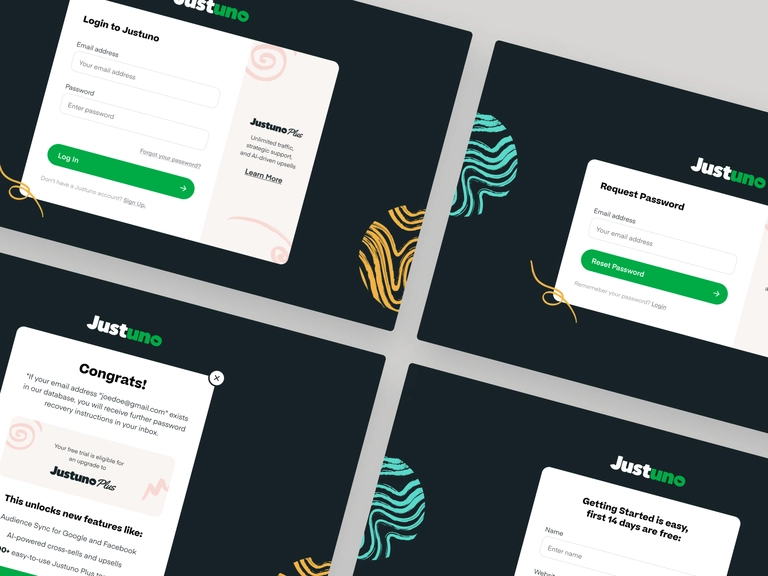 Justuno
Login to Justuno
Email address
Your email address
Password
Enter password
Forgot your password?
Log In
Don't have a Justuno account? Sign Up.
Justuno Plus
Unlimited traffic,
strategic support,
and AI-driven upsells
Learn More
Justuno
Request Password
Email address
Your email address
Reset Password
Rememeber your password? Login
Justuno
Congrats!
"If your email address "joedoe@gmail.com" exists
in our database, you will receive further password
recovery instructions in your inbox.
Your free trial is eligible for
an upgrade to
Justuno Plus
This unlocks new features like:
Audience Sync for Google and Facebook
AI-powered cross-sells and upsells
easy-to-use Justuno Plus
Justuno
Getting Started is easy,
first 14 days are free:
Name
Enter name